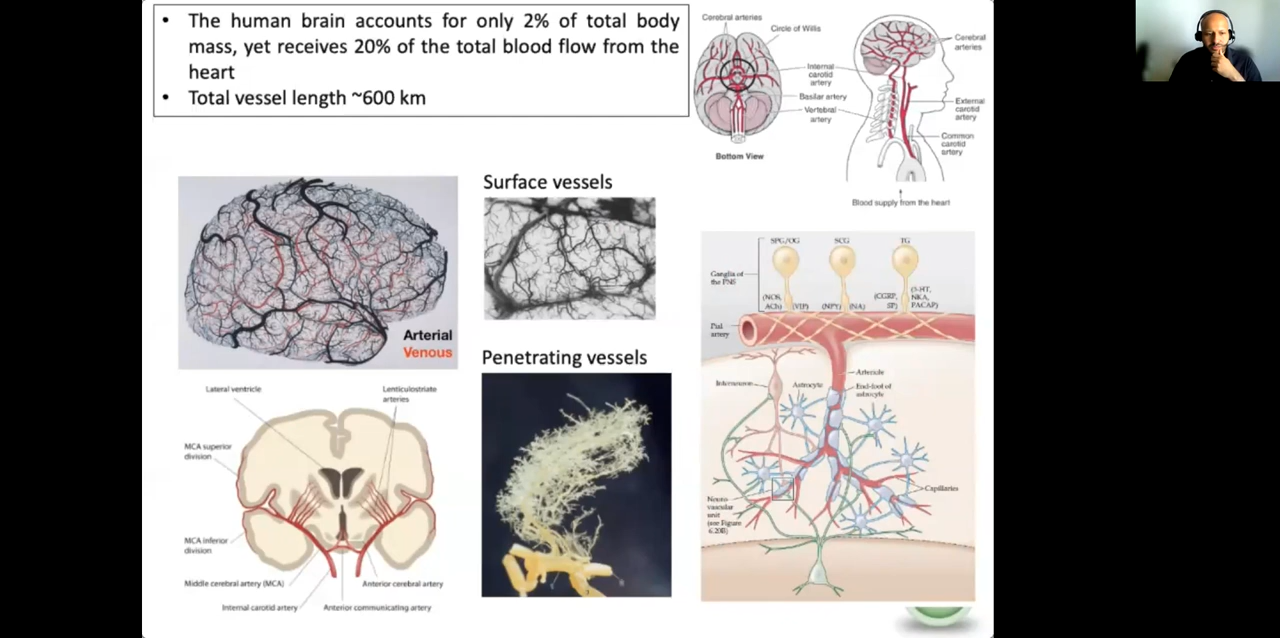 • The human brain accounts for only 2% of total body
mass, yet receives 20% of the total blood flow from the
heart
• Total vessel length ~600 km
Cerebral arteries
Circle of Willis
Internal
carotid
artery
Basilar artery
Vertebral
artery
Bottom View
Cerebral
arteries
External
carotid
artery
Common
carotid
artery
Blood supply from the heart
Arterial
Venous
Surface vessels
Penetrating vessels
Lateral ventricle
Lenticulostriate
arteries
MCA superior
division
MCA inferior
division
Middle cerebral artery (MCA)
Anterior cerebral artery
Internal carotid artery
Anterior communicating artery
SPG/OG
SCG
TG
Ganglia of
the PNS
(NOS,
ACh)
(VIP)
(NPY)
(NA)
(CGRP,
SP)
(5-HT,
NKA,
PACAP)
Pial
artery
Arteriole
Interneuron
Astrocyte
End-foot of
astrocyte
Capillaries
Neuro-
vascular
unit
(see Figure
6.20B)